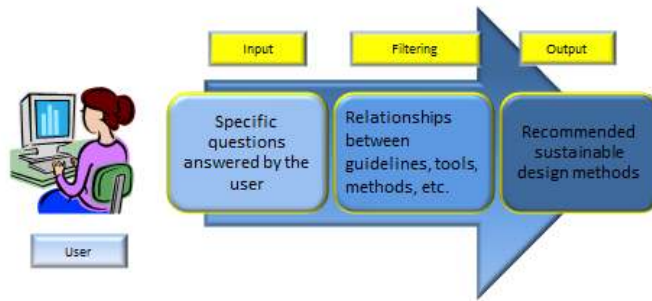 Input
Filtering
Output
Specific
questions
answered by the
user
Relationships
between
guidelines, tools,
methods, etc.
Recommended
sustainable
design methods
User